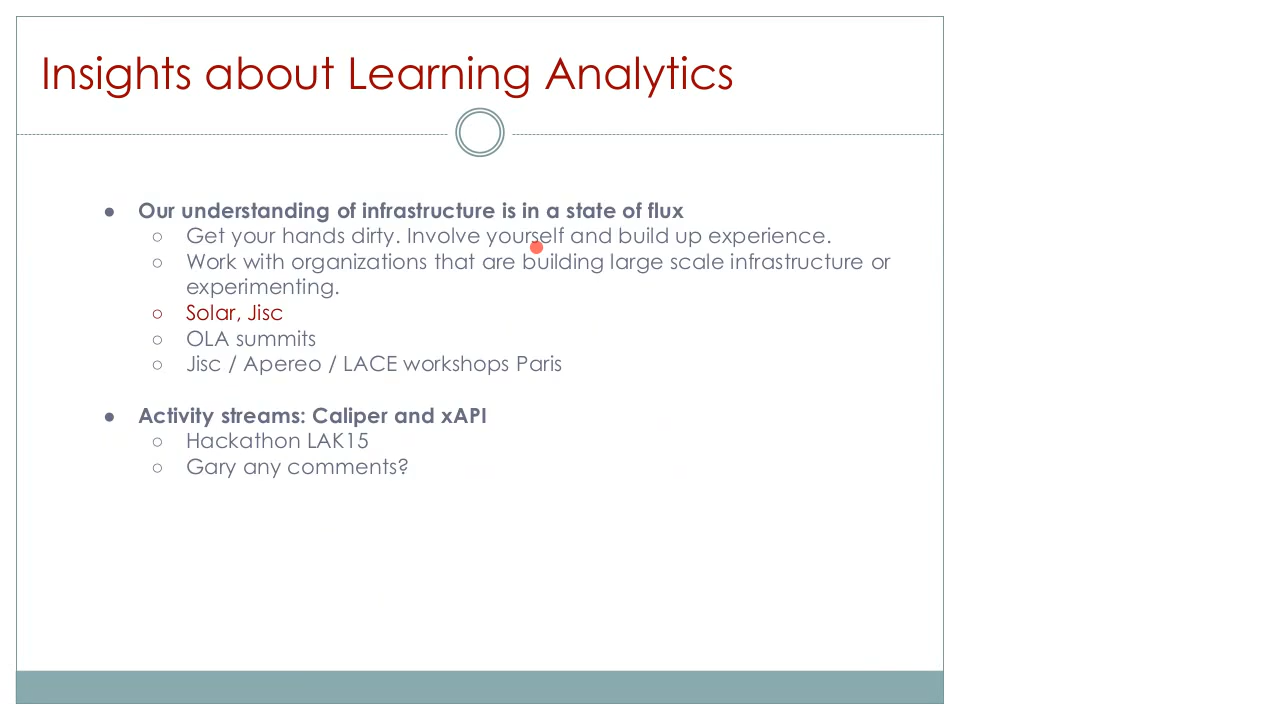 Insights about Learning Analytics
● Our understanding of infrastructure is in a state of flux
○ Get your hands dirty. Involve yourself and build up experience.
○ Work with organizations that are building large scale infrastructure or
experimenting.
○ Solar, Jisc
○ OLA summits
○ Jisc / Apereo / LACE workshops Paris
● Activity streams: Caliper and xAPI
○ Hackathon LAK15
○ Gary any comments?